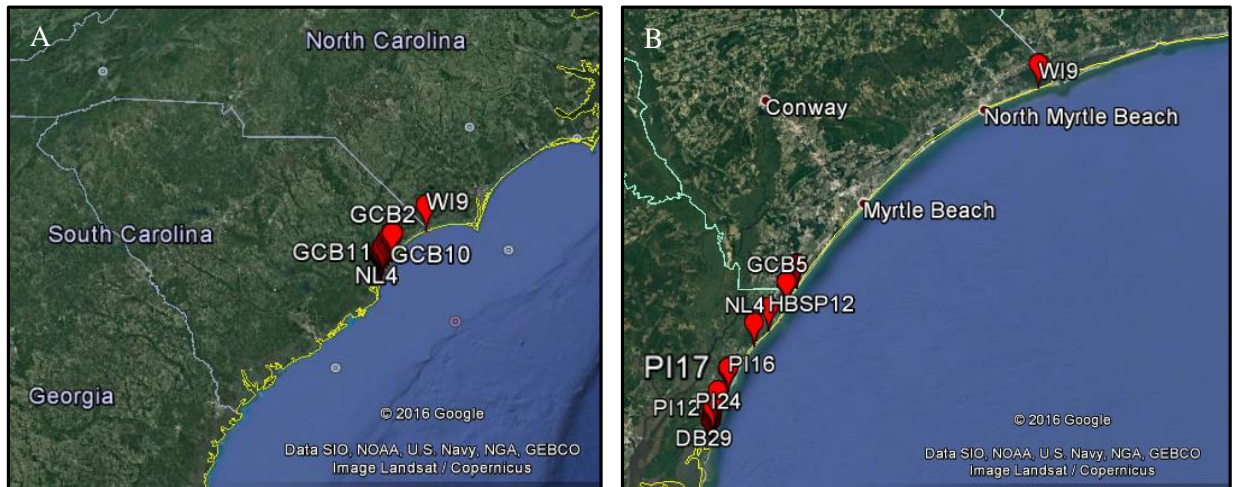 A
North Carolina
WI9
GCB2
South Carolina
GCB11
GCB10
NL4
Georgia
© 2016 Google
Data SIO, NOAA, U.S. Navy, NGA, GEBCO
Image Landsat / Copernicus
B
WI9
Conway
North Myrtle Beach
Myrtle Beach
GCB5
NL4
HBSP12
PI17
PI16
PI12
PI24
DB29
© 2016 Google
Data SIO, NOAA, U.S. Navy, NGA, GEBCO
Image Landsat / Copernicus